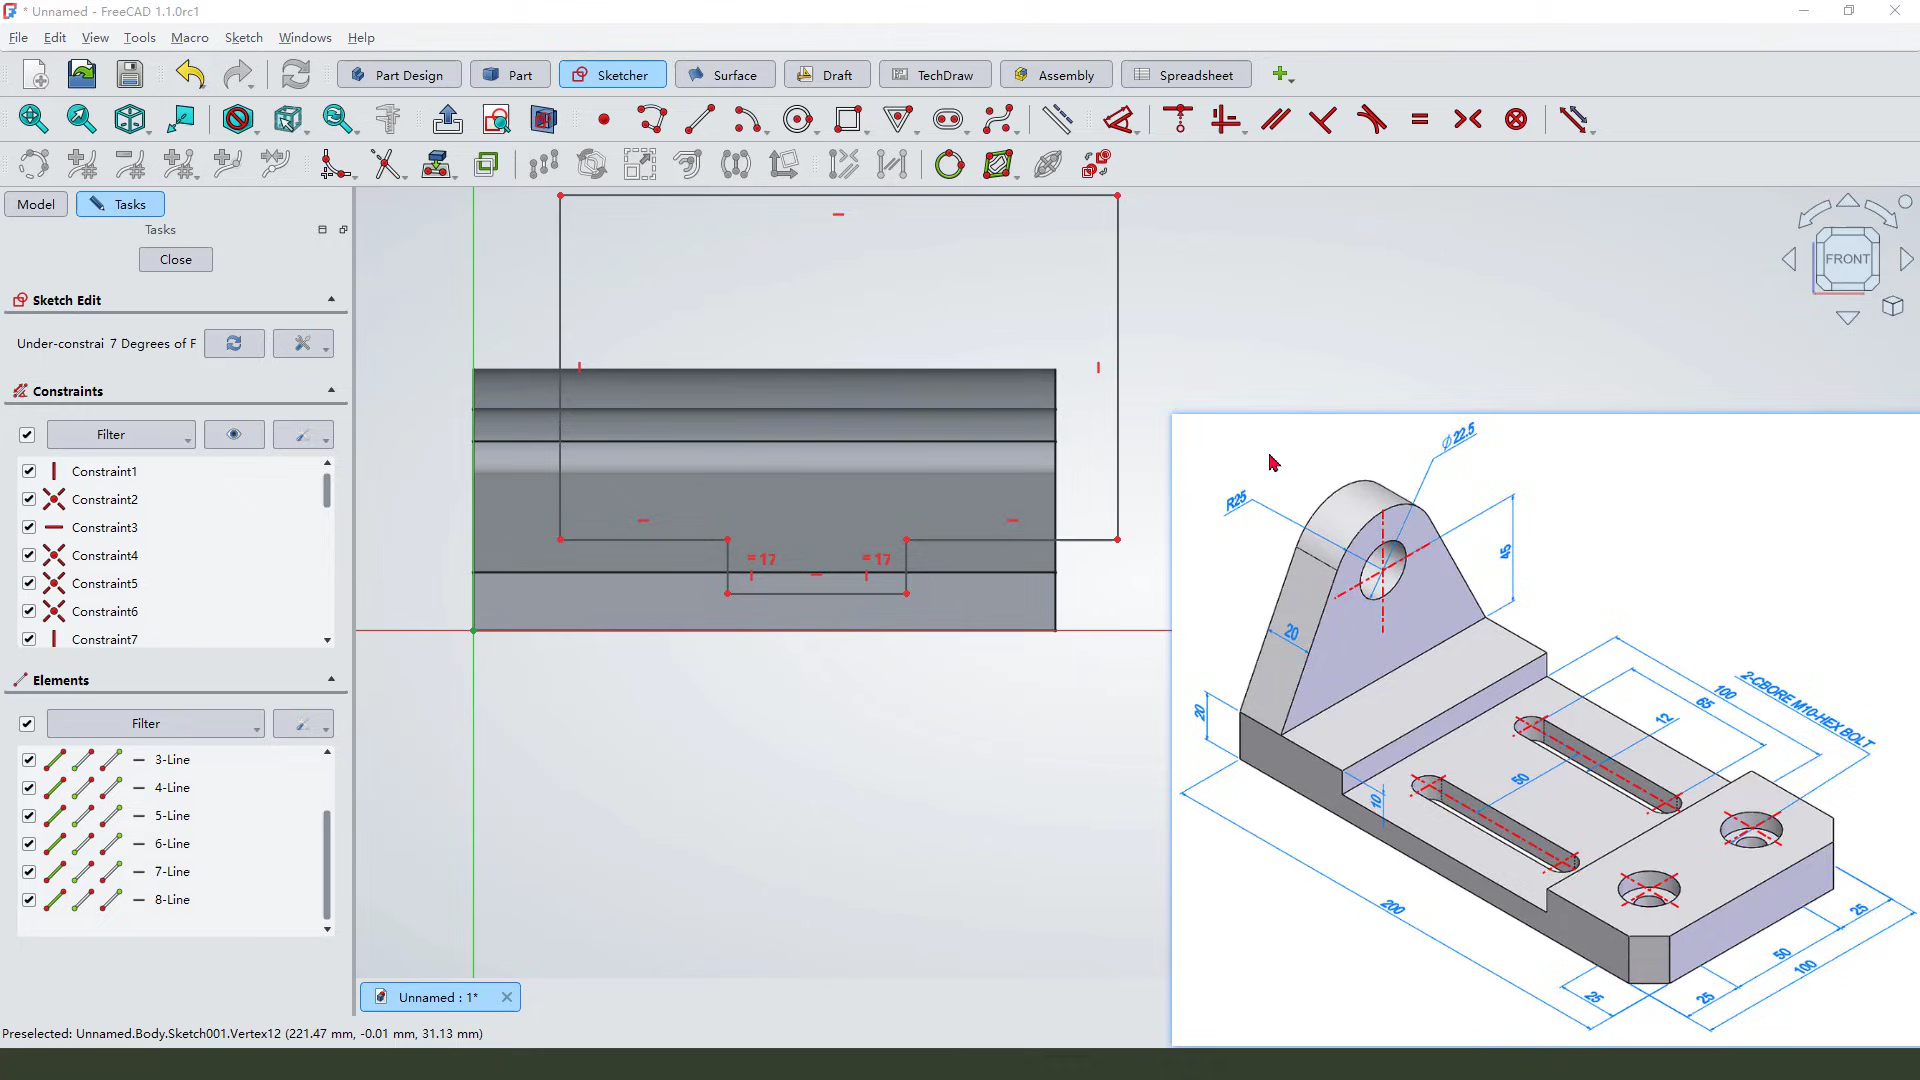 * Unnamed - FreeCAD 1.1.0rc1
File Edit View Tools Macro Sketch Windows Help
Part Design Part Sketcher Surface Draft TechDraw Assembly Spreadsheet
Model Tasks
Tasks
Close
Sketch Edit
Under-constrai 7 Degrees of F
Constraints
Filter
Constraint1
Constraint2
Constraint3
Constraint4
Constraint5
Constraint6
Constraint7
Elements
Filter
3-Line
4-Line
5-Line
6-Line
7-Line
8-Line
= 17
= 17
FRONT
Ø22.5
R25
45
20
20
100
2-CBORE M10-HEX BOLT
65
12
50
10
200
25
50
100
25
25
Unnamed : 1*
Preselected: Unnamed.Body.Sketch001.Vertex12 (221.47 mm, -0.01 mm, 31.13 mm)